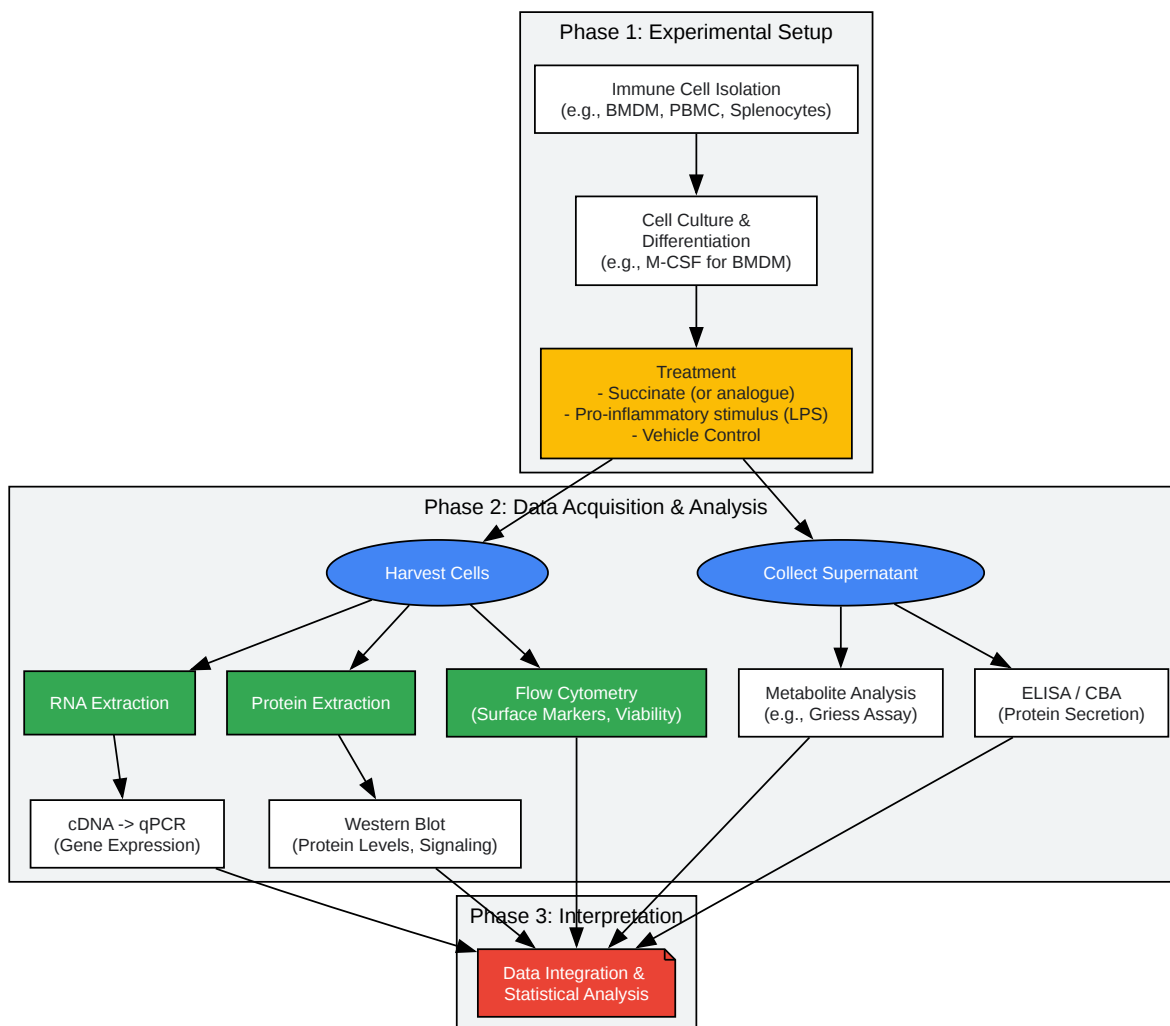 Phase 1: Experimental Setup
Immune Cell Isolation
(e.g., BMDM, PBMC, Splenocytes)
Cell Culture &
Differentiation
(e.g., M-CSF for BMDM)
Treatment
- Succinate (or analogue)
- Pro-inflammatory stimulus (LPS)
- Vehicle Control
Phase 2: Data Acquisition & Analysis
Harvest Cells
Collect Supernatant
RNA Extraction
Protein Extraction
Flow Cytometry
(Surface Markers, Viability)
Metabolite Analysis
(e.g., Griess Assay)
ELISA / CBA
(Protein Secretion)
cDNA -> qPCR
(Gene Expression)
Western Blot
(Protein Levels, Signaling)
Phase 3: Interpretation
Data Integration &
Statistical Analysis